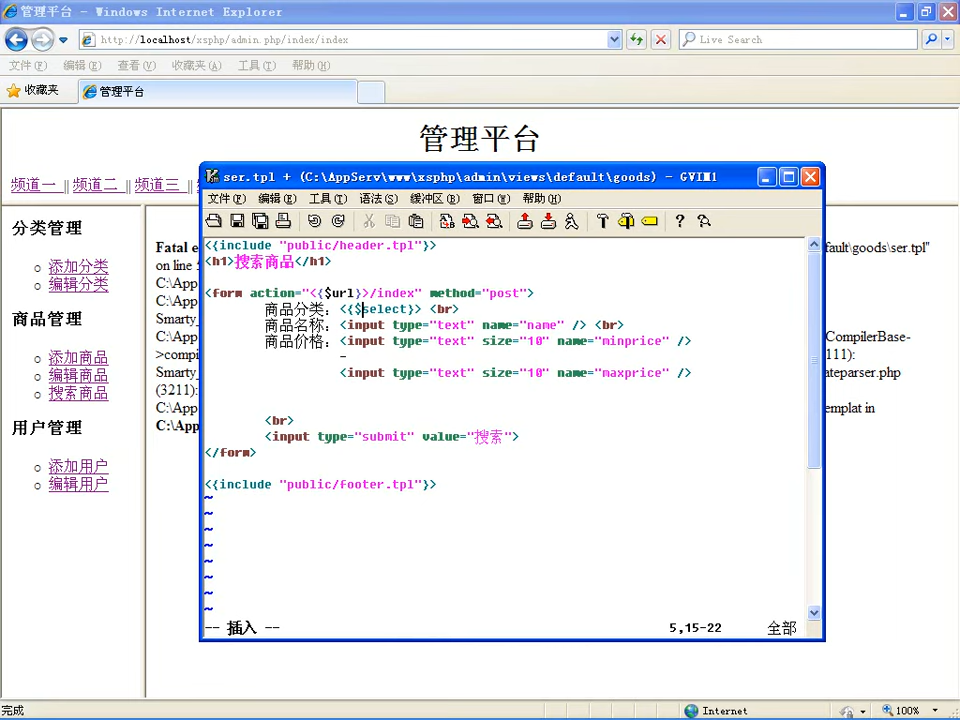 管理平台 - Windows Internet Explorer
http://localhost/xsphp/admin.php/index/index
Live Search
文件(F) 编辑(E) 查看(V) 收藏夹(A) 工具(T) 帮助(H)
收藏夹
管理平台
管理平台
频道一 || 频道二 || 频道三 ||
分类管理
添加分类
编辑分类
商品管理
添加商品
编辑商品
搜索商品
用户管理
添加用户
编辑用户
Fatal e
on line
C:\App
C:\App
Smarty_
C:\App
>compi
Smarty_
(3211):
C:\App
C:\App
fault\goods\ser.tpl"
CompilerBase-
111):
ateparser.php
templat in
ser.tpl + (C:\AppServ\www\xsphp\admin\views\default\goods) - GVIM1
文件(F) 编辑(E) 工具(T) 语法(S) 缓冲区(B) 窗口(W) 帮助(H)
<{include "public/header.tpl"}>
<h1>搜索商品</h1>
<form action="<{$url}>/index" method="post">
商品分类：<{$select}> <br>
商品名称：<input type="text" name="name" /> <br>
商品价格：<input type="text" size="10" name="minprice" />
-
<input type="text" size="10" name="maxprice" />
<br>
<input type="submit" value="搜索">
</form>
<{include "public/footer.tpl"}>
~
~
~
~
~
~
~
~
-- 插入 -- 5,15-22 全部
完成 Internet 100%